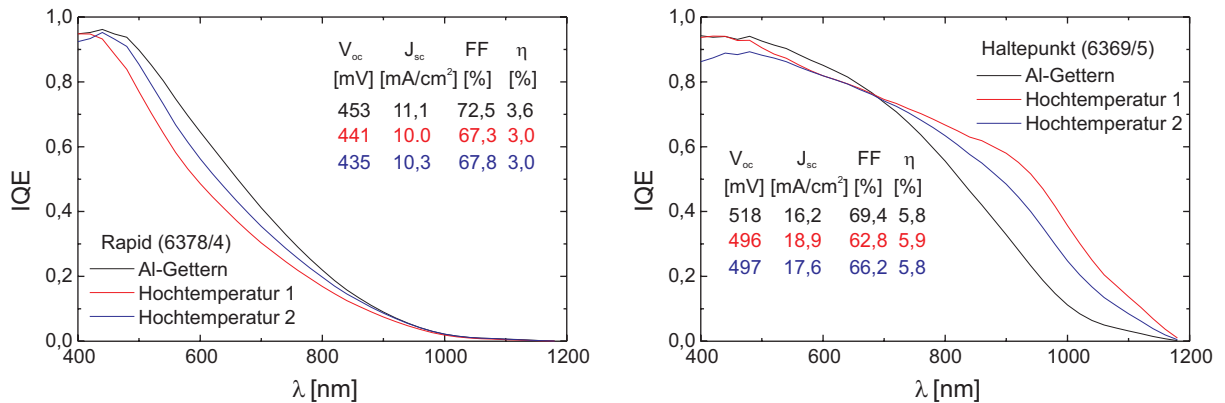 1,0
0,8
0,6
0,4
0,2
0,0
IQE
V_oc J_sc FF η
[mV] [mA/cm²] [%] [%]
453 11,1 72,5 3,6
441 10.0 67,3 3,0
435 10,3 67,8 3,0
Rapid (6378/4)
Al-Gettern
Hochtemperatur 1
Hochtemperatur 2
400 600 800 1000 1200
λ [nm]
1,0
0,8
0,6
0,4
0,2
0,0
IQE
Haltepunkt (6369/5)
Al-Gettern
Hochtemperatur 1
Hochtemperatur 2
V_oc J_sc FF η
[mV] [mA/cm²] [%] [%]
518 16,2 69,4 5,8
496 18,9 62,8 5,9
497 17,6 66,2 5,8
400 600 800 1000 1200
λ [nm]